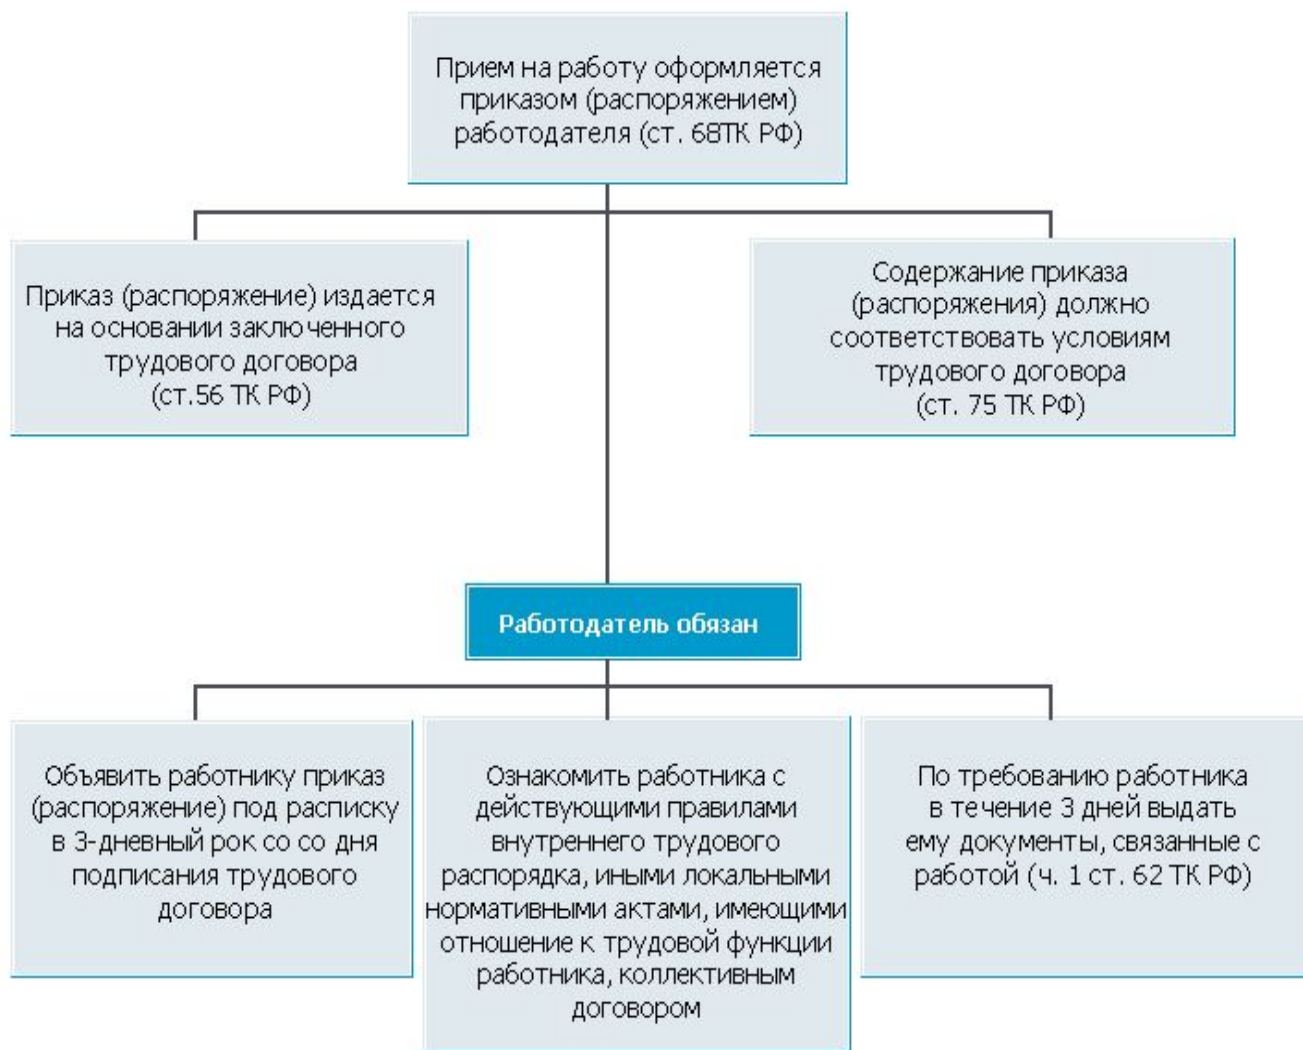 Прием на работу оформляется
приказом (распоряжением)
работодателя (ст. 68ТК РФ)
Приказ (распоряжение) издается
на основании заключенного
трудового договора
(ст.56 ТК РФ)
Содержание приказа
(распоряжения) должно
соответствовать условиям
трудового договора
(ст. 75 ТК РФ)
Работодатель обязан
Объявить работнику приказ
(распоряжение) под расписку
в 3-дневный рок со со дня
подписания трудового
договора
Ознакомить работника с
действующими правилами
внутреннего трудового
распорядка, иными локальными
нормативными актами, имеющими
отношение к трудовой функции
работника, коллективным
договором
По требованию работника
в течение 3 дней выдать
ему документы, связанные с
работой (ч. 1 ст. 62 ТК РФ)